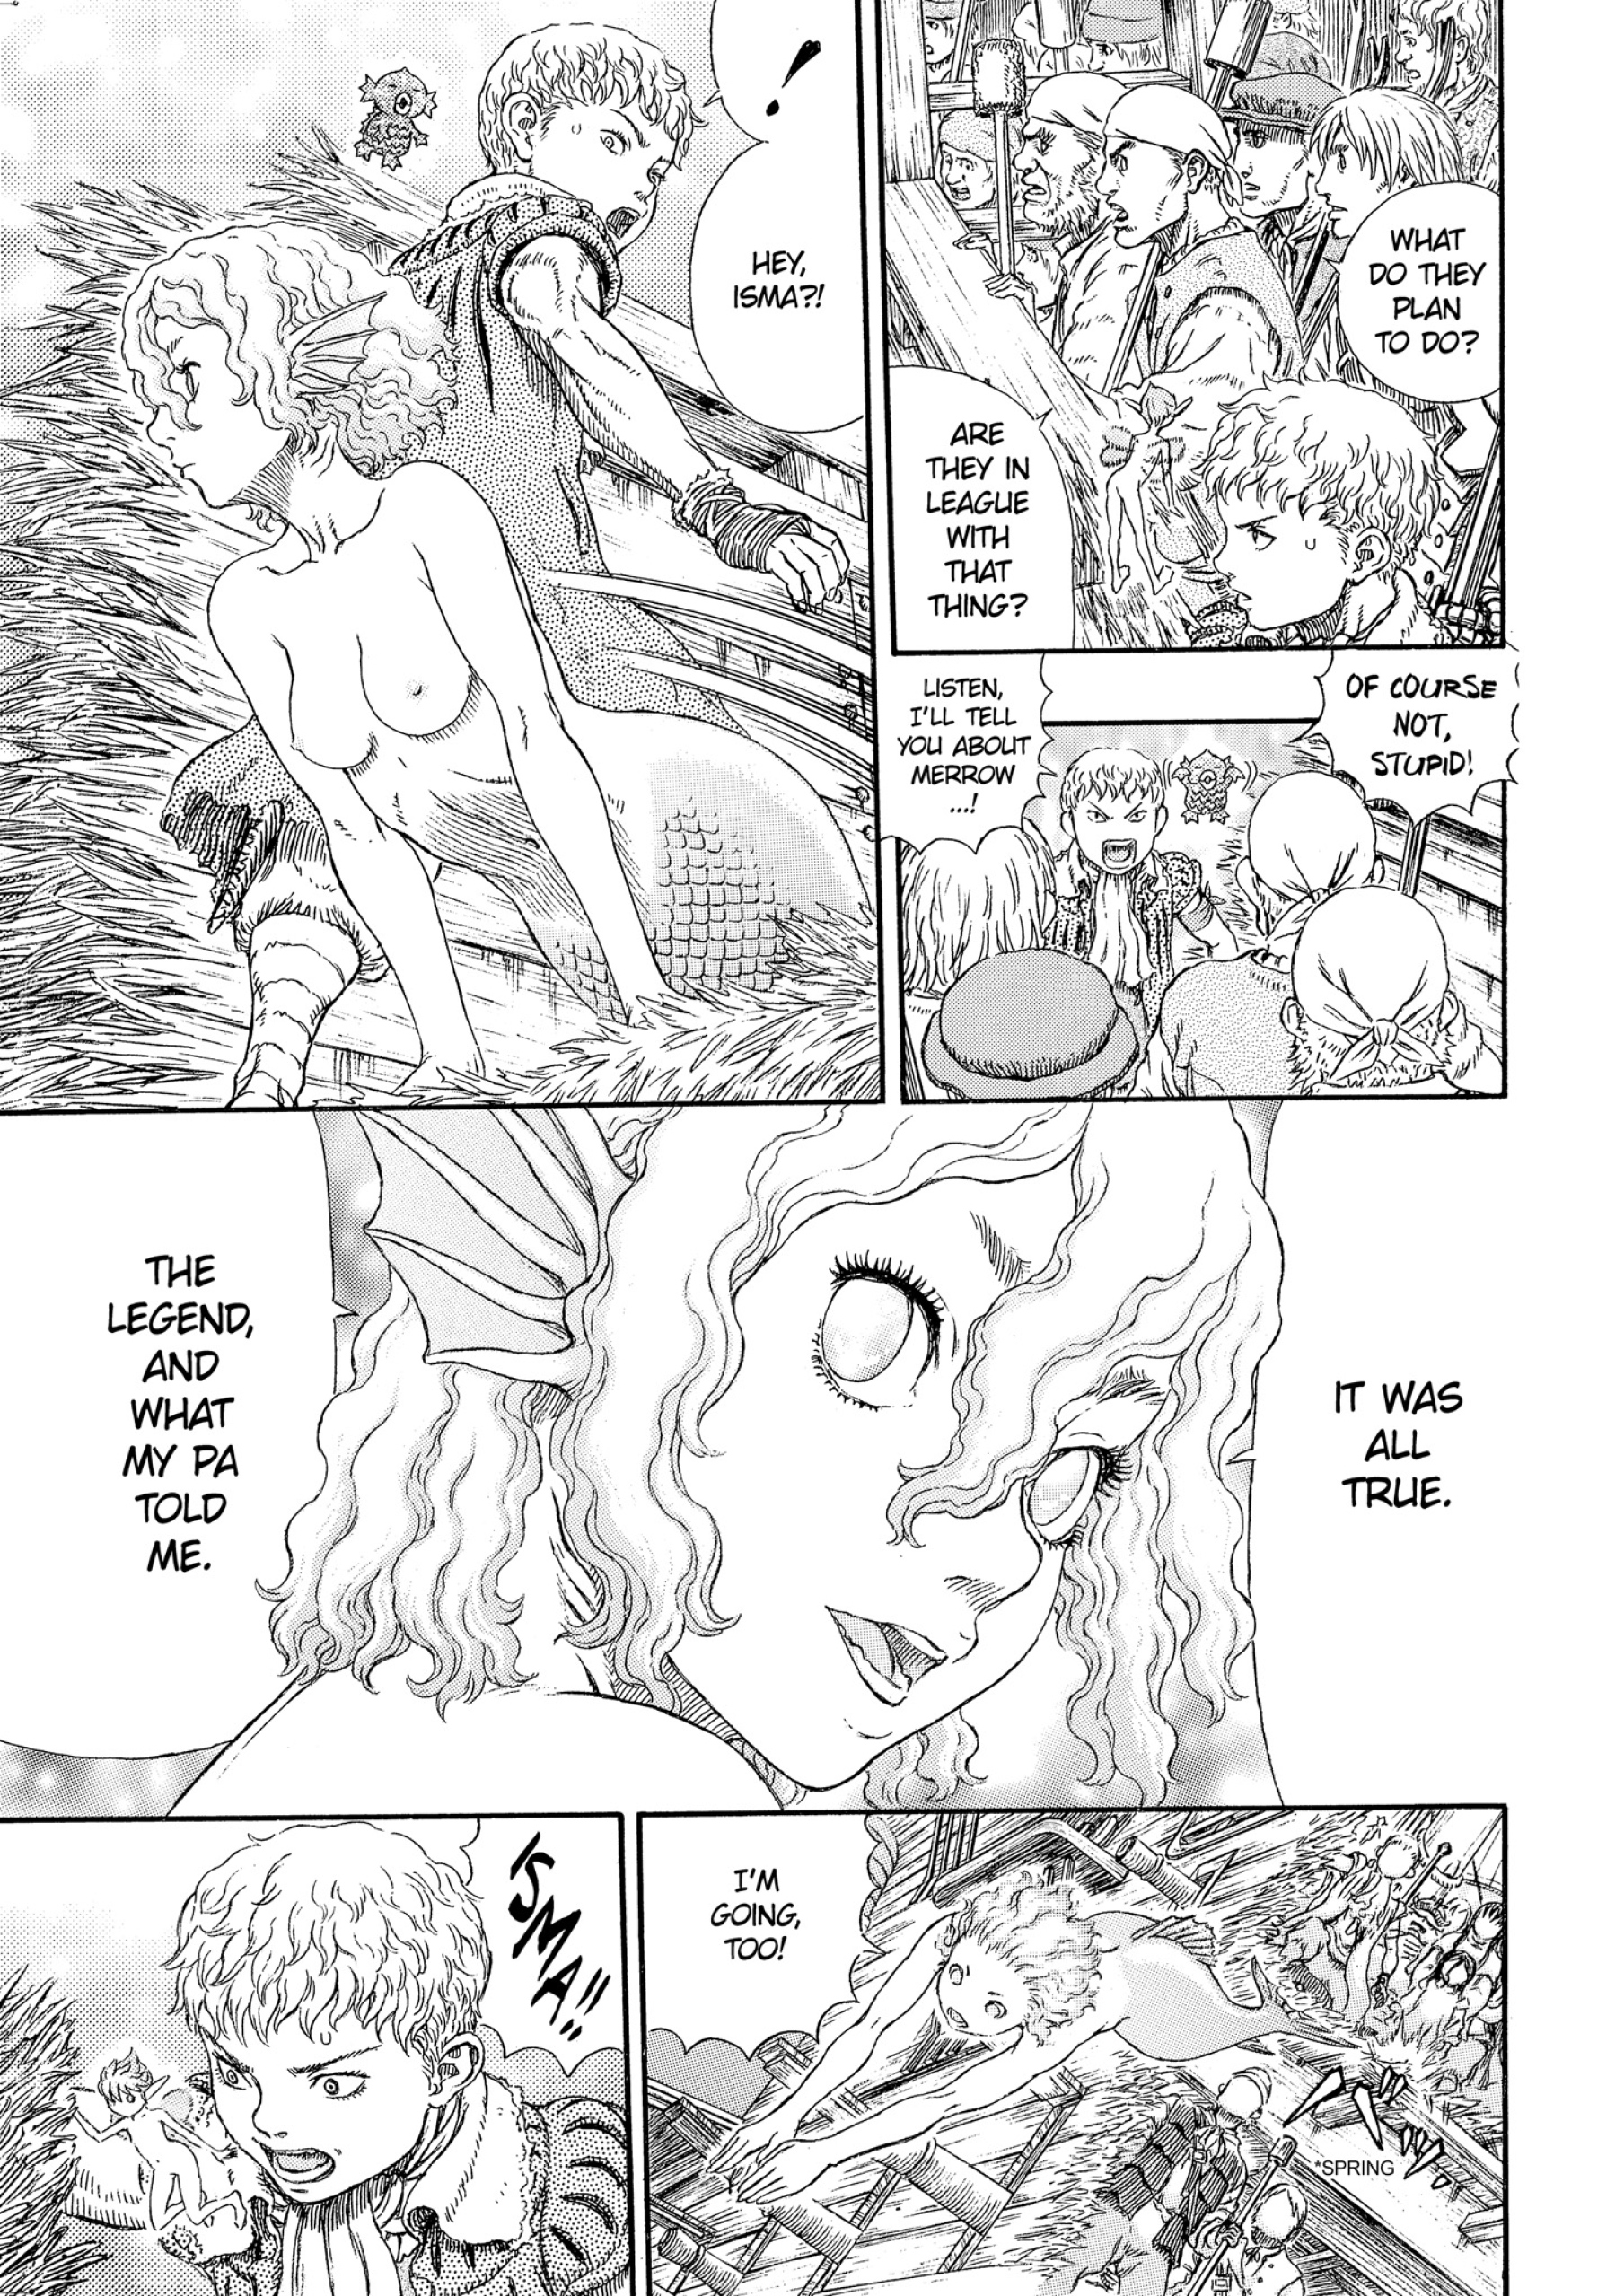 WHAT
DO THEY
PLAN
TO DO?
ARE
THEY IN
LEAGUE
WITH
THAT
THING?
OF COURSE
NOT,
STUPID!
LISTEN,
I'LL TELL
YOU ABOUT
MERROW
...!
!
HEY,
ISMA?!
IT WAS
ALL
TRUE.
THE
LEGEND,
AND
WHAT
MY PA
TOLD
ME.
バッ
*SPRING
I'M
GOING,
TOO!
ISMA!!